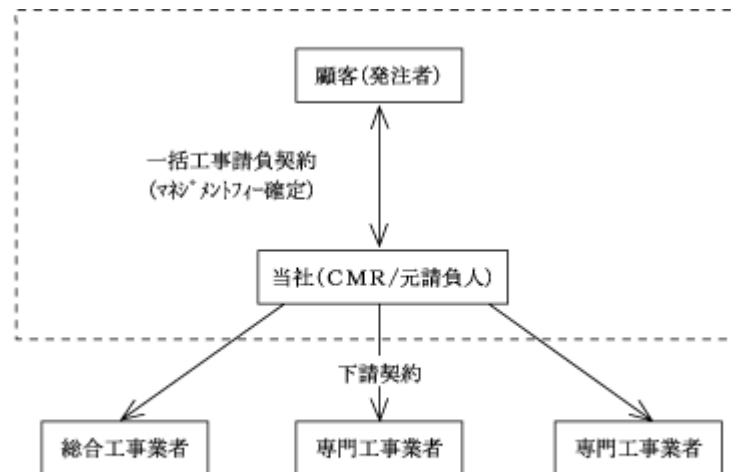 顧客(発注者)
一括工事請負契約
(ﾏﾈｼﾞﾒﾝﾄﾌｨｰ確定)
当社(ＣＭＲ/元請負人)
下請契約
総合工事業者
専門工事業者
専門工事業者